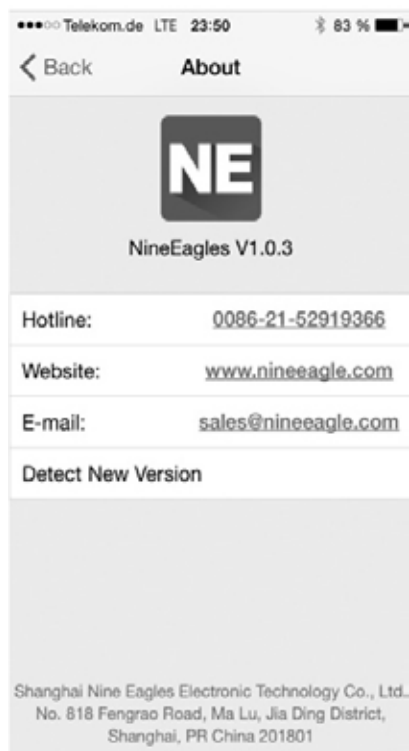 Telekom.de LTE 23:50 83 %
Back About
NE
NineEagles V1.0.3
Hotline: 0086-21-52919366
Website: www.nineeagle.com
E-mail: sales@nineeagle.com
Detect New Version
Shanghai Nine Eagles Electronic Technology Co., Ltd..
No. 818 Fengrao Road, Ma Lu, Jia Ding District,
Shanghai, PR China 201801